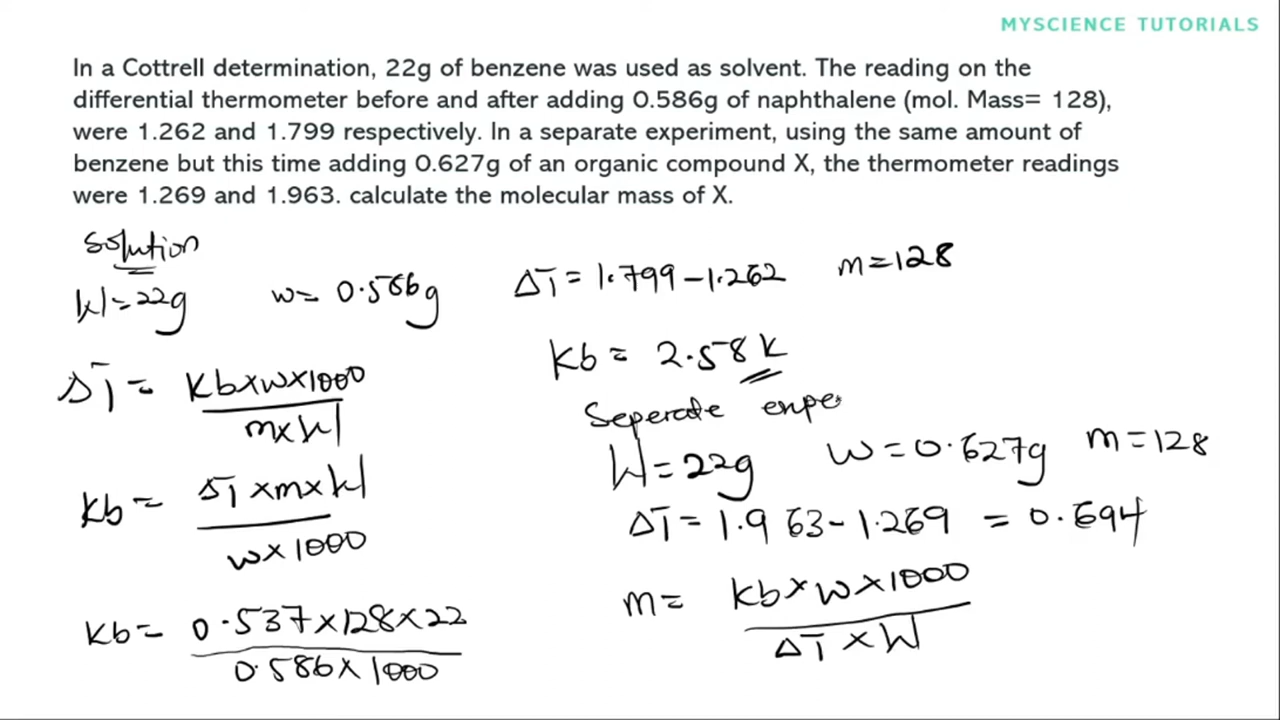 MYSCIENCE TUTORIALS
In a Cottrell determination, 22g of benzene was used as solvent. The reading on the
differential thermometer before and after adding 0.586g of naphthalene (mol. Mass= 128),
were 1.262 and 1.799 respectively. In a separate experiment, using the same amount of
benzene but this time adding 0.627g of an organic compound X, the thermometer readings
were 1.269 and 1.963. calculate the molecular mass of X.
Solution
W=22g w= 0.586g ΔT = 1.799-1.262 m=128
ΔT = Kb×w×1000
m×W
Kb = ΔT×m×W
w×1000
Kb = 0.537×128×22
0.586×1000
Kb = 2.58K
Seperate expe
W=22g w=0.627g m=128
ΔT = 1.963-1.269 = 0.694
m= Kb×w×1000
ΔT×W